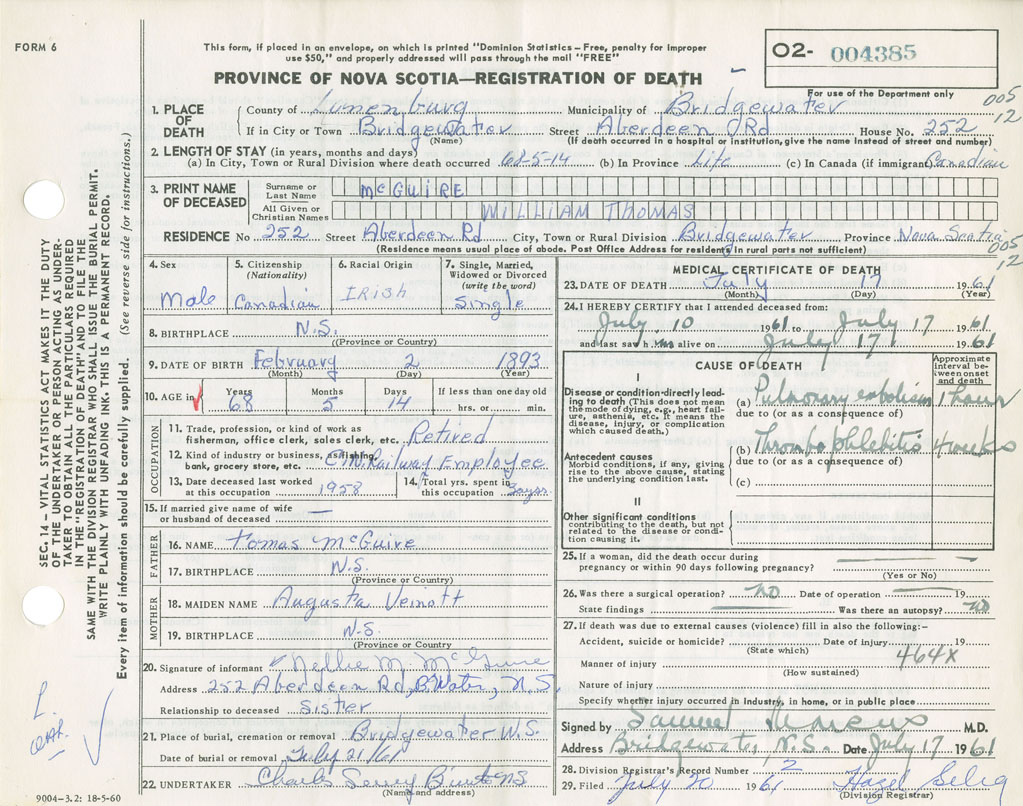 FORM 6
This form, if placed in an envelope, on which is printed "Dominion Statistics – Free, penalty for improper
use $50," and properly addressed will pass through the mail "FREE"
PROVINCE OF NOVA SCOTIA—REGISTRATION OF DEATH
02- 004385
For use of the Department only
005
12
1. PLACE OF DEATH
County of Lunenburg Municipality of Bridgewater
If in City or Town Bridgewater Street Aberdeen Rd House No. 252
(Name) (If death occurred in a hospital or institution, give the name instead of street and number)
2. LENGTH OF STAY (in years, months and days)
(a) In City, Town or Rural Division where death occurred 68-5-14 (b) In Province Life (c) In Canada (if immigrant) Canadian
3. PRINT NAME OF DECEASED
Surname or Last Name McGUIRE
All Given or Christian Names WILLIAM THOMAS
RESIDENCE No 252 Street Aberdeen Rd City, Town or Rural Division Bridgewater Province Nova Scotia
(Residence means usual place of abode. Post Office Address for residents in rural parts not sufficient)
005
12
4. Sex Male
5. Citizenship (Nationality) Canadian
6. Racial Origin IRISH
7. Single, Married, Widowed or Divorced (write the word) Single
8. BIRTHPLACE N.S.
(Province or Country)
9. DATE OF BIRTH February 2 1893
(Month) (Day) (Year)
10. AGE in Years 68 Months 5 Days 14 If less than one day old hrs. or min.
OCCUPATION
11. Trade, profession, or kind of work as fisherman, office clerk, sales clerk, etc. Retired
12. Kind of industry or business, as fishing, bank, grocery store, etc. C.N. Railway Employee
13. Date deceased last worked at this occupation 1958
14. Total yrs. spent in this occupation
15. If married give name of wife or husband of deceased —
FATHER
16. NAME Tomas McGuire
17. BIRTHPLACE N.S.
(Province or Country)
MOTHER
18. MAIDEN NAME Augusta Veinott
19. BIRTHPLACE N.S.
(Province or Country)
20. Signature of informant Nellie M. McGuire
Address 252 Aberdeen Rd, B.Water, N.S.
Relationship to deceased Sister
21. Place of burial, cremation or removal Bridgewater N.S.
Date of burial or removal July 21/61
22. UNDERTAKER
(Name and address)
9004-3.2: 18-5-60
MEDICAL CERTIFICATE OF DEATH
23. DATE OF DEATH July 17 1961
(Month) (Day) (Year)
24. I HEREBY CERTIFY that I attended deceased from:
July 10 1961 to July 17 1961
and last saw him alive on July 17 1961
CAUSE OF DEATH
Approximate interval between onset and death
I
Disease or condition directly leading to death (This does not mean the mode of dying, e.g., heart failure, asthenia, etc. It means the disease, injury, or complication which caused death.)
(a) Pulmonary embolism 1 hour
due to (or as a consequence of)
Antecedent causes
Morbid conditions, if any, giving rise to the above cause, stating the underlying condition last.
(b) Thrombophlebitis 4 weeks
due to (or as a consequence of)
(c)
II
Other significant conditions
contributing to the death, but not related to the disease or condition causing it.
25. If a woman, did the death occur during pregnancy or within 90 days following pregnancy? —
(Yes or No)
26. Was there a surgical operation? NO Date of operation — 19
State findings — Was there an autopsy? NO
27. If death was due to external causes (violence) fill in also the following:–
Accident, suicide or homicide? Date of injury 19
(State which)
464X
Manner of injury
(How sustained)
Nature of injury
Specify whether injury occurred in Industry, in home, or in public place
Signed by Samuel Marcus M.D.
Address Bridgewater, N.S. Date July 17 1961
28. Division Registrar's Record Number 2
29. Filed July 20 1961 Hazel Selig
(Division Registrar)
SEC. 14 – VITAL STATISTICS ACT MAKES IT THE DUTY
OF THE UNDERTAKER OR PERSON ACTING AS UNDER-
TAKER TO OBTAIN ALL THE PARTICULARS REQUIRED
IN THE "REGISTRATION OF DEATH" AND TO FILE THE
SAME WITH THE DIVISION REGISTRAR WHO SHALL ISSUE THE BURIAL PERMIT.
WRITE PLAINLY WITH UNFADING INK. THIS IS A PERMANENT RECORD.
Every item of information should be carefully supplied. (See reverse side for instructions.)